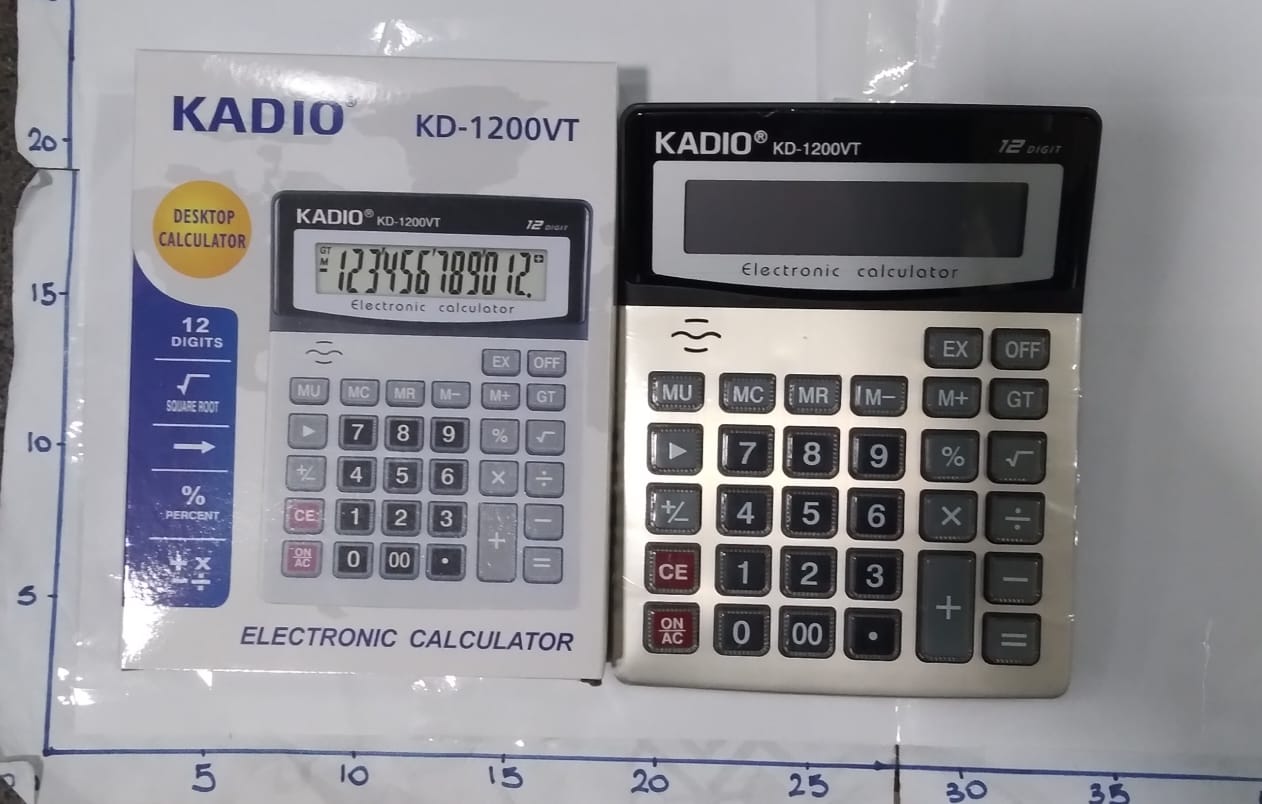 KADIO®
KD-1200VT
DESKTOP
CALCULATOR
12
DIGITS
√
SQUARE ROOT
→
%
PERCENT
+ ×
− ÷
KADIO® KD-1200VT
12 DIGIT
GT
M
123'456'789'012.
Electronic calculator
EX OFF
MU MC MR M− M+ GT
▶ 7 8 9 % √
+/− 4 5 6 × ÷
CE 1 2 3 + −
ON
AC 0 00 • =
ELECTRONIC CALCULATOR
KADIO® KD-1200VT
12 DIGIT
Electronic calculator
EX OFF
MU MC MR M− M+ GT
▶ 7 8 9 % √
+/− 4 5 6 × ÷
CE 1 2 3 + −
ON
AC 0 00 • =
20
15
10
5
5 10 15 20 25 30 35